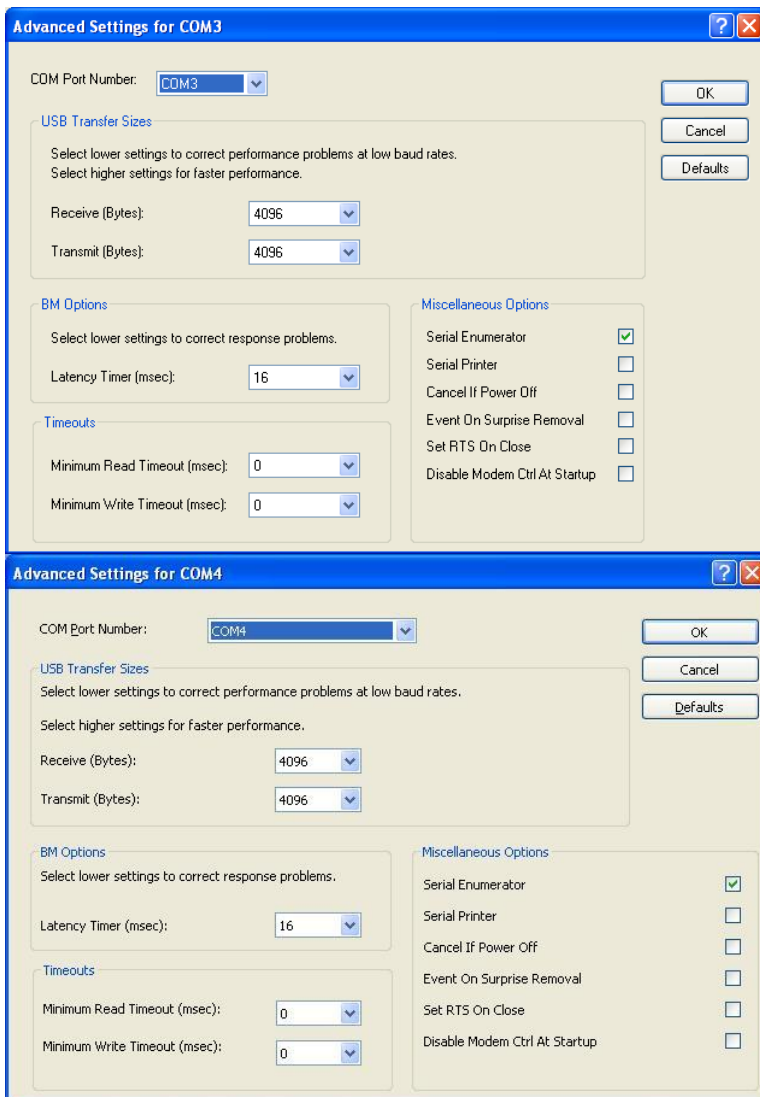 Advanced Settings for COM3
COM Port Number: COM3
OK
USB Transfer Sizes
Cancel
Select lower settings to correct performance problems at low baud rates.
Select higher settings for faster performance.
Defaults
Receive (Bytes): 4096
Transmit (Bytes): 4096
BM Options
Select lower settings to correct response problems.
Latency Timer (msec): 16
Timeouts
Minimum Read Timeout (msec): 0
Minimum Write Timeout (msec): 0
Miscellaneous Options
Serial Enumerator
Serial Printer
Cancel If Power Off
Event On Surprise Removal
Set RTS On Close
Disable Modem Ctrl At Startup
Advanced Settings for COM4
COM Port Number: COM4
OK
USB Transfer Sizes
Cancel
Select lower settings to correct performance problems at low baud rates.
Defaults
Select higher settings for faster performance.
Receive (Bytes): 4096
Transmit (Bytes): 4096
BM Options
Select lower settings to correct response problems.
Latency Timer (msec): 16
Timeouts
Minimum Read Timeout (msec): 0
Minimum Write Timeout (msec): 0
Miscellaneous Options
Serial Enumerator
Serial Printer
Cancel If Power Off
Event On Surprise Removal
Set RTS On Close
Disable Modem Ctrl At Startup